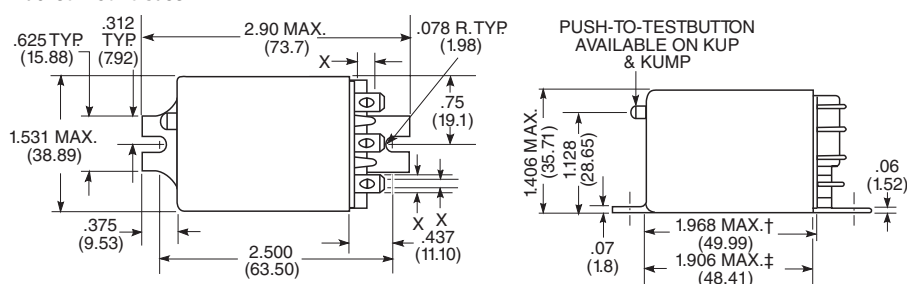 .312
TYP.
(7.92)
.625 TYP.
(15.88)
2.90 MAX.
(73.7)
.078 R. TYP.
(1.98)
X
.75
(19.1)
1.531 MAX.
(38.89)
.375
(9.53)
2.500
(63.50)
X
X
.437
(11.10)
PUSH-TO-TESTBUTTON
AVAILABLE ON KUP
& KUMP
1.406 MAX.
(35.71)
1.128
(28.65)
.06
(1.52)
.07
(1.8)
1.968 MAX.†
(49.99)
1.906 MAX.‡
(48.41)